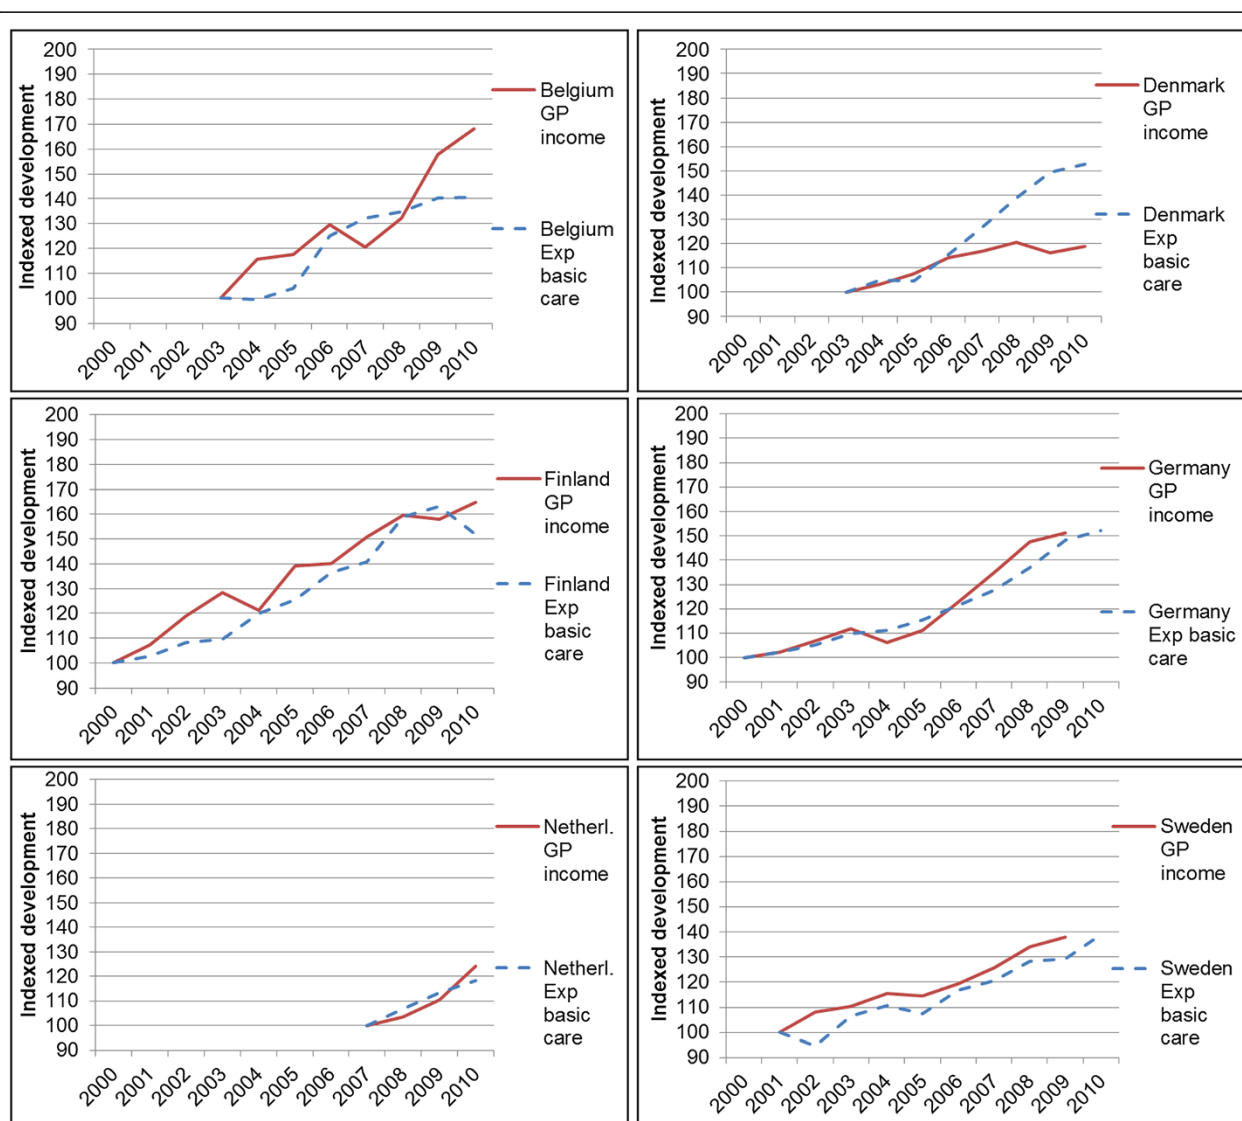 200
190
180
170
160
150
140
130
120
110
100
90
Indexed development
2000
2001
2002
2003
2004
2005
2006
2007
2008
2009
2010
Belgium
GP
income
Belgium
Exp
basic
care
200
190
180
170
160
150
140
130
120
110
100
90
Indexed development
2000
2001
2002
2003
2004
2005
2006
2007
2008
2009
2010
Denmark
GP
income
Denmark
Exp
basic
care
200
190
180
170
160
150
140
130
120
110
100
90
Indexed development
2000
2001
2002
2003
2004
2005
2006
2007
2008
2009
2010
Finland
GP
income
Finland
Exp
basic
care
200
190
180
170
160
150
140
130
120
110
100
90
Indexed development
2000
2001
2002
2003
2004
2005
2006
2007
2008
2009
2010
Germany
GP
income
Germany
Exp basic
care
200
190
180
170
160
150
140
130
120
110
100
90
Indexed development
2000
2001
2002
2003
2004
2005
2006
2007
2008
2009
2010
Netherl.
GP
income
Netherl.
Exp
basic
care
200
190
180
170
160
150
140
130
120
110
100
90
Indexed development
2000
2001
2002
2003
2004
2005
2006
2007
2008
2009
2010
Sweden
GP
income
Sweden
Exp
basic
care